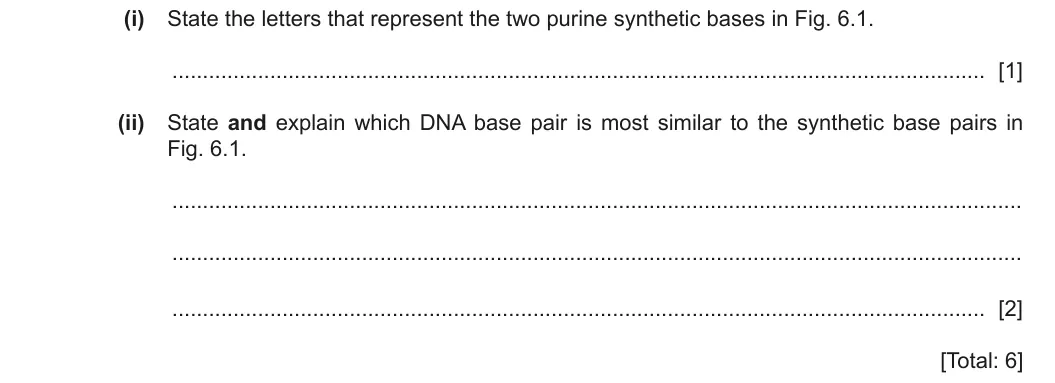 (i) State the letters that represent the two purine synthetic bases in Fig. 6.1.
.......................................................................................................................................... [1]
(ii) State and explain which DNA base pair is most similar to the synthetic base pairs in
Fig. 6.1.
................................................................................................................................................
................................................................................................................................................
.......................................................................................................................................... [2]
[Total: 6]